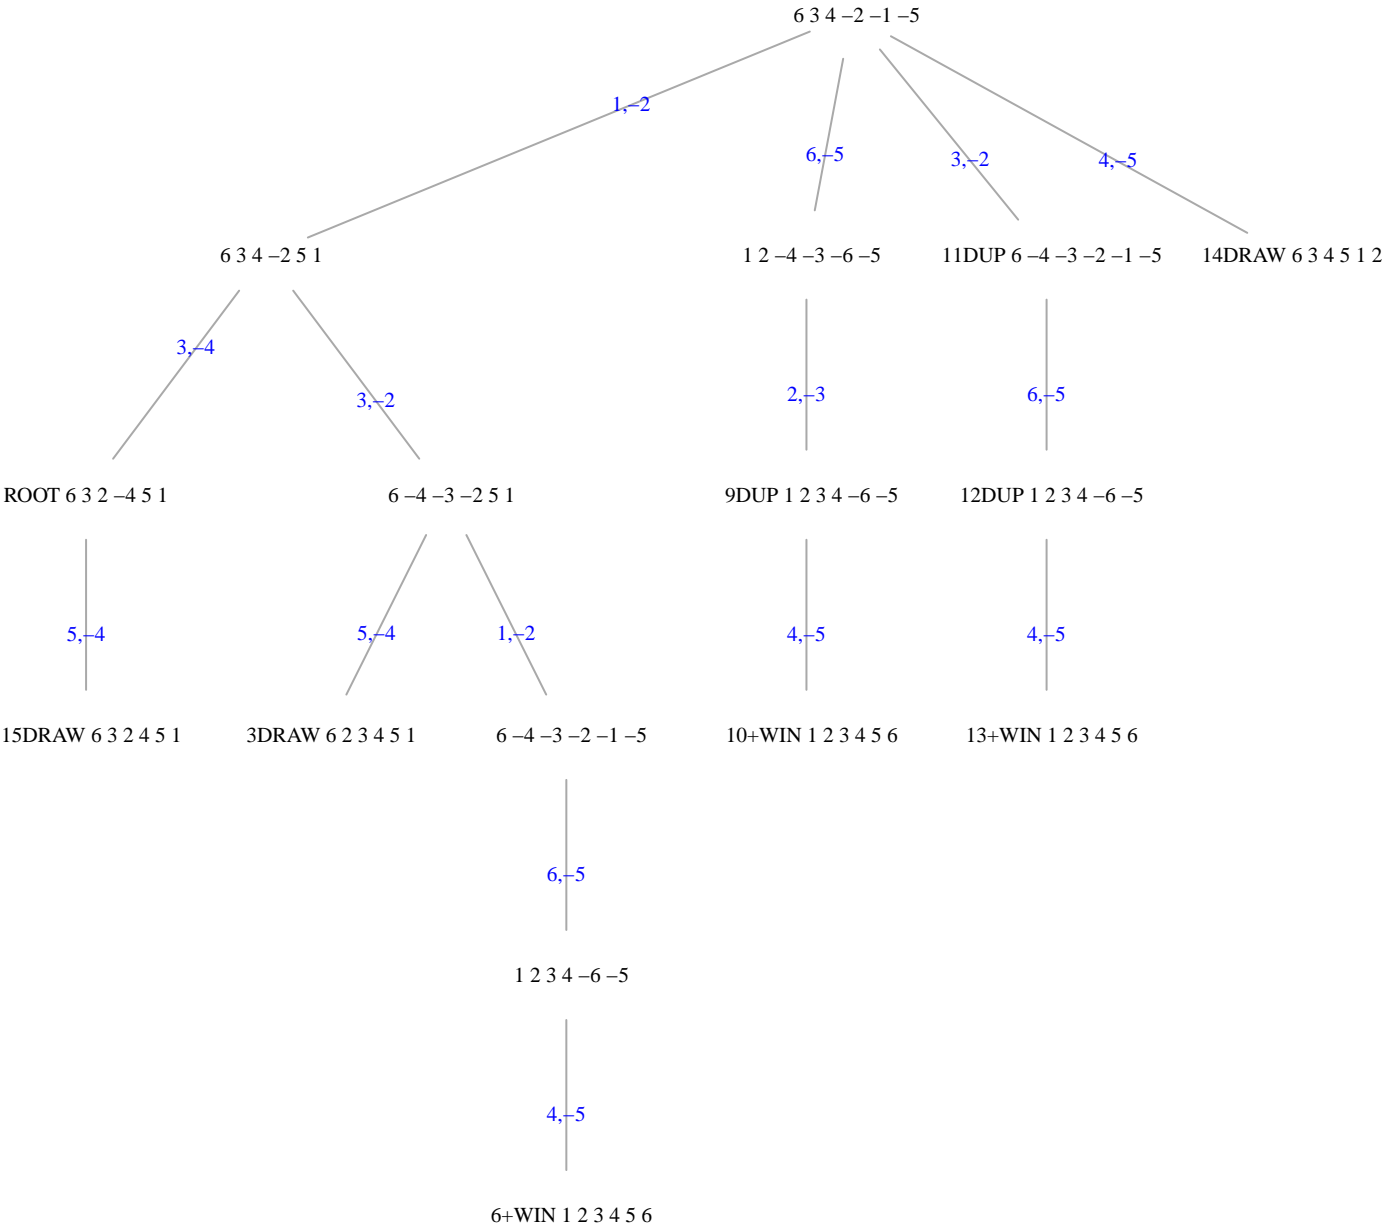 6 3 4 −2 −1 −5
1,−2
6,−5
3,−2
4,−5
6 3 4 −2 5 1
1 2 −4 −3 −6 −5
11DUP 6 −4 −3 −2 −1 −5
14DRAW 6 3 4 5 1 2
3,−4
3,−2
2,−3
6,−5
ROOT 6 3 2 −4 5 1
6 −4 −3 −2 5 1
9DUP 1 2 3 4 −6 −5
12DUP 1 2 3 4 −6 −5
5,−4
5,−4
1,−2
4,−5
4,−5
15DRAW 6 3 2 4 5 1
3DRAW 6 2 3 4 5 1
6 −4 −3 −2 −1 −5
10+WIN 1 2 3 4 5 6
13+WIN 1 2 3 4 5 6
6,−5
1 2 3 4 −6 −5
4,−5
6+WIN 1 2 3 4 5 6